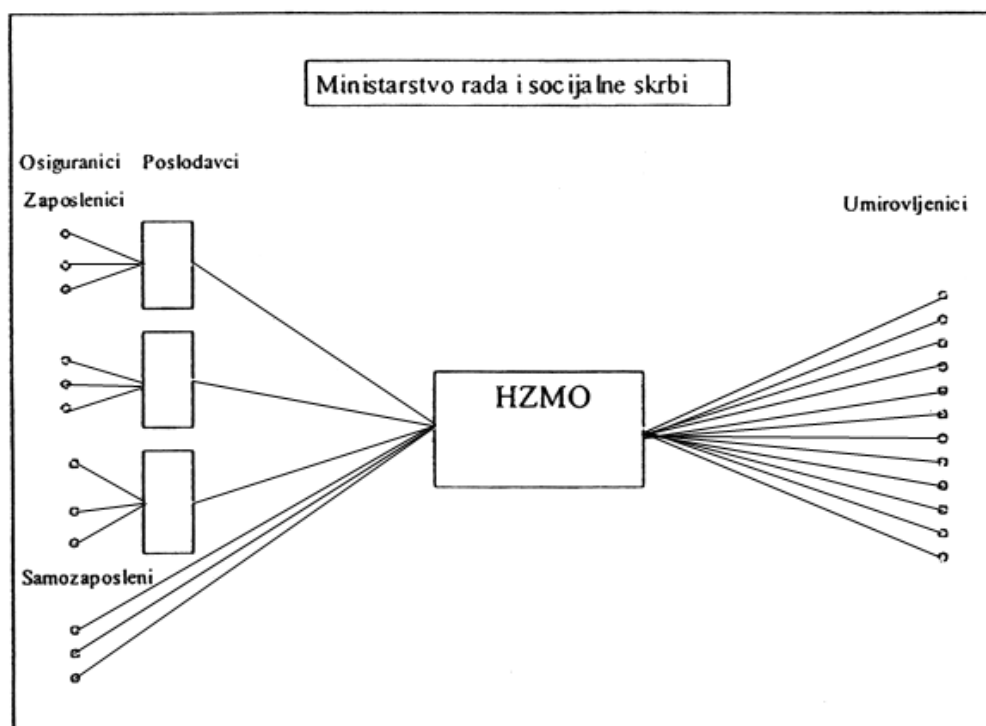 Ministarstvo rada i socijalne skrbi
Osiguranici Poslodavci
Zaposlenici
Umirovljenici
HZMO
Samozaposleni